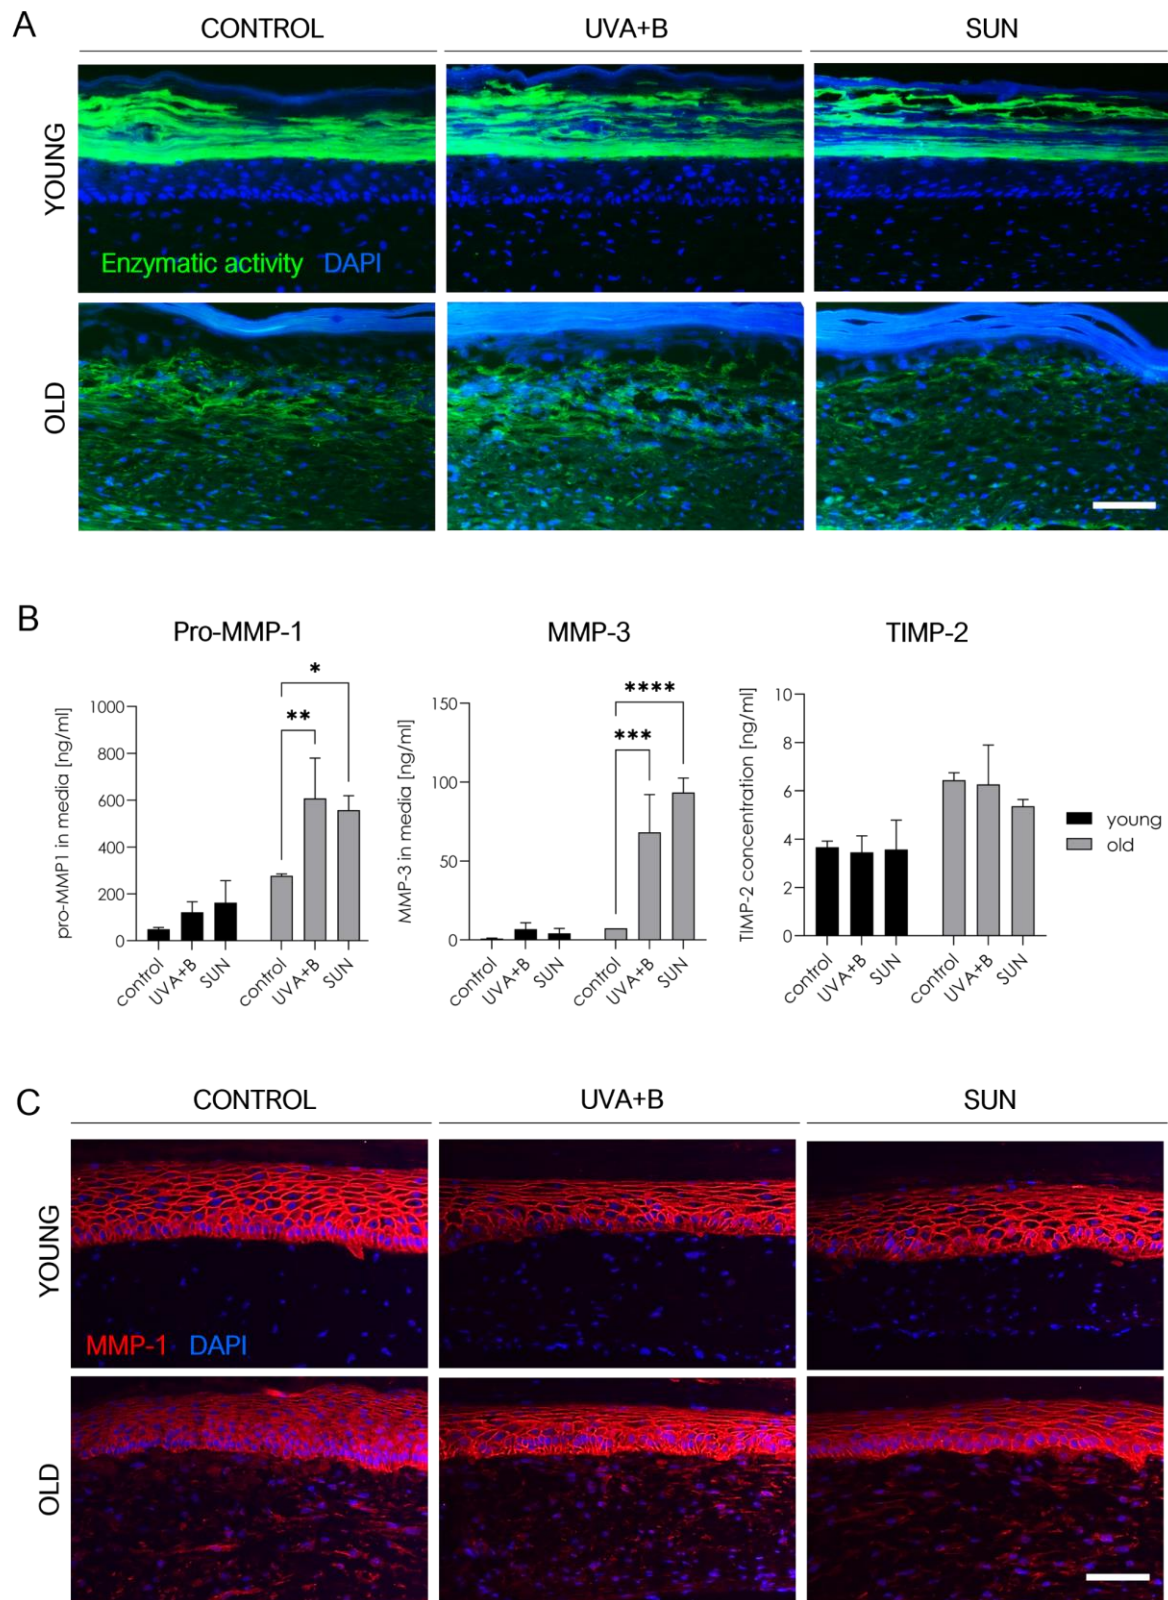 A
CONTROL UVA+B SUN
YOUNG
Enzymatic activity DAPI
OLD
B
Pro-MMP-1 MMP-3 TIMP-2
pro-MMP1 in media [ng/ml]
1000
800
600
400
200
0
*
**
control UVA+B SUN control UVA+B SUN
MMP-3 in media [ng/ml]
150
100
50
0
****
***
control UVA+B SUN control UVA+B SUN
TIMP-2 concentration [ng/ml]
10
8
6
4
2
0
control UVA+B SUN control UVA+B SUN
young
old
C
CONTROL UVA+B SUN
YOUNG
MMP-1 DAPI
OLD